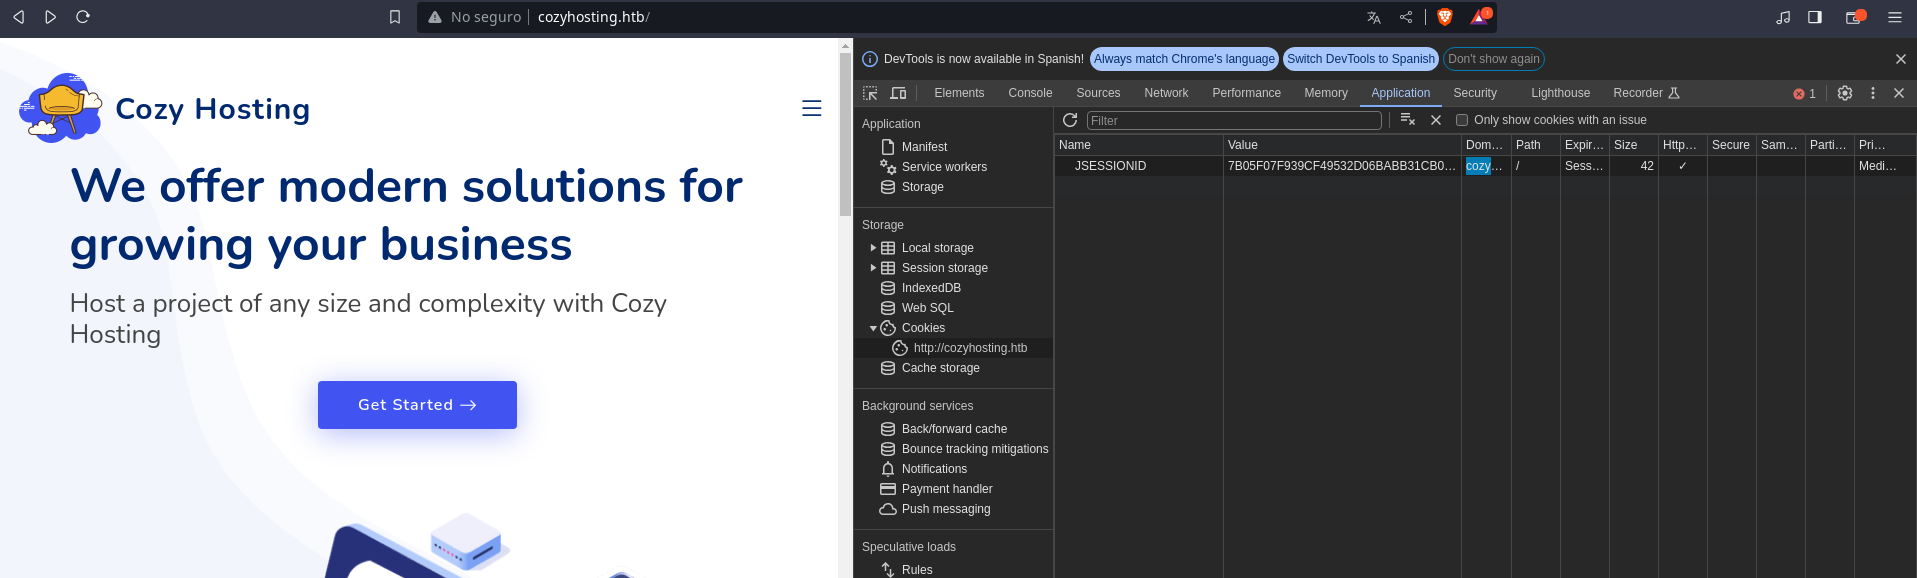 No seguro cozyhosting.htb/
Cozy Hosting
We offer modern solutions for
growing your business
Host a project of any size and complexity with Cozy
Hosting
Get Started →
DevTools is now available in Spanish! Always match Chrome's language Switch DevTools to Spanish Don't show again
Elements Console Sources Network Performance Memory Application Security Lighthouse Recorder 1
Application
Manifest
Service workers
Storage
Storage
Local storage
Session storage
IndexedDB
Web SQL
Cookies
http://cozyhosting.htb
Cache storage
Background services
Back/forward cache
Bounce tracking mitigations
Notifications
Payment handler
Push messaging
Speculative loads
Rules
Filter Only show cookies with an issue
Name Value Dom… Path Expir… Size Http… Secure Sam… Parti… Pri…
JSESSIONID 7B05F07F939CF49532D06BABB31CB0… cozy… / Sess… 42 ✓ Medi…